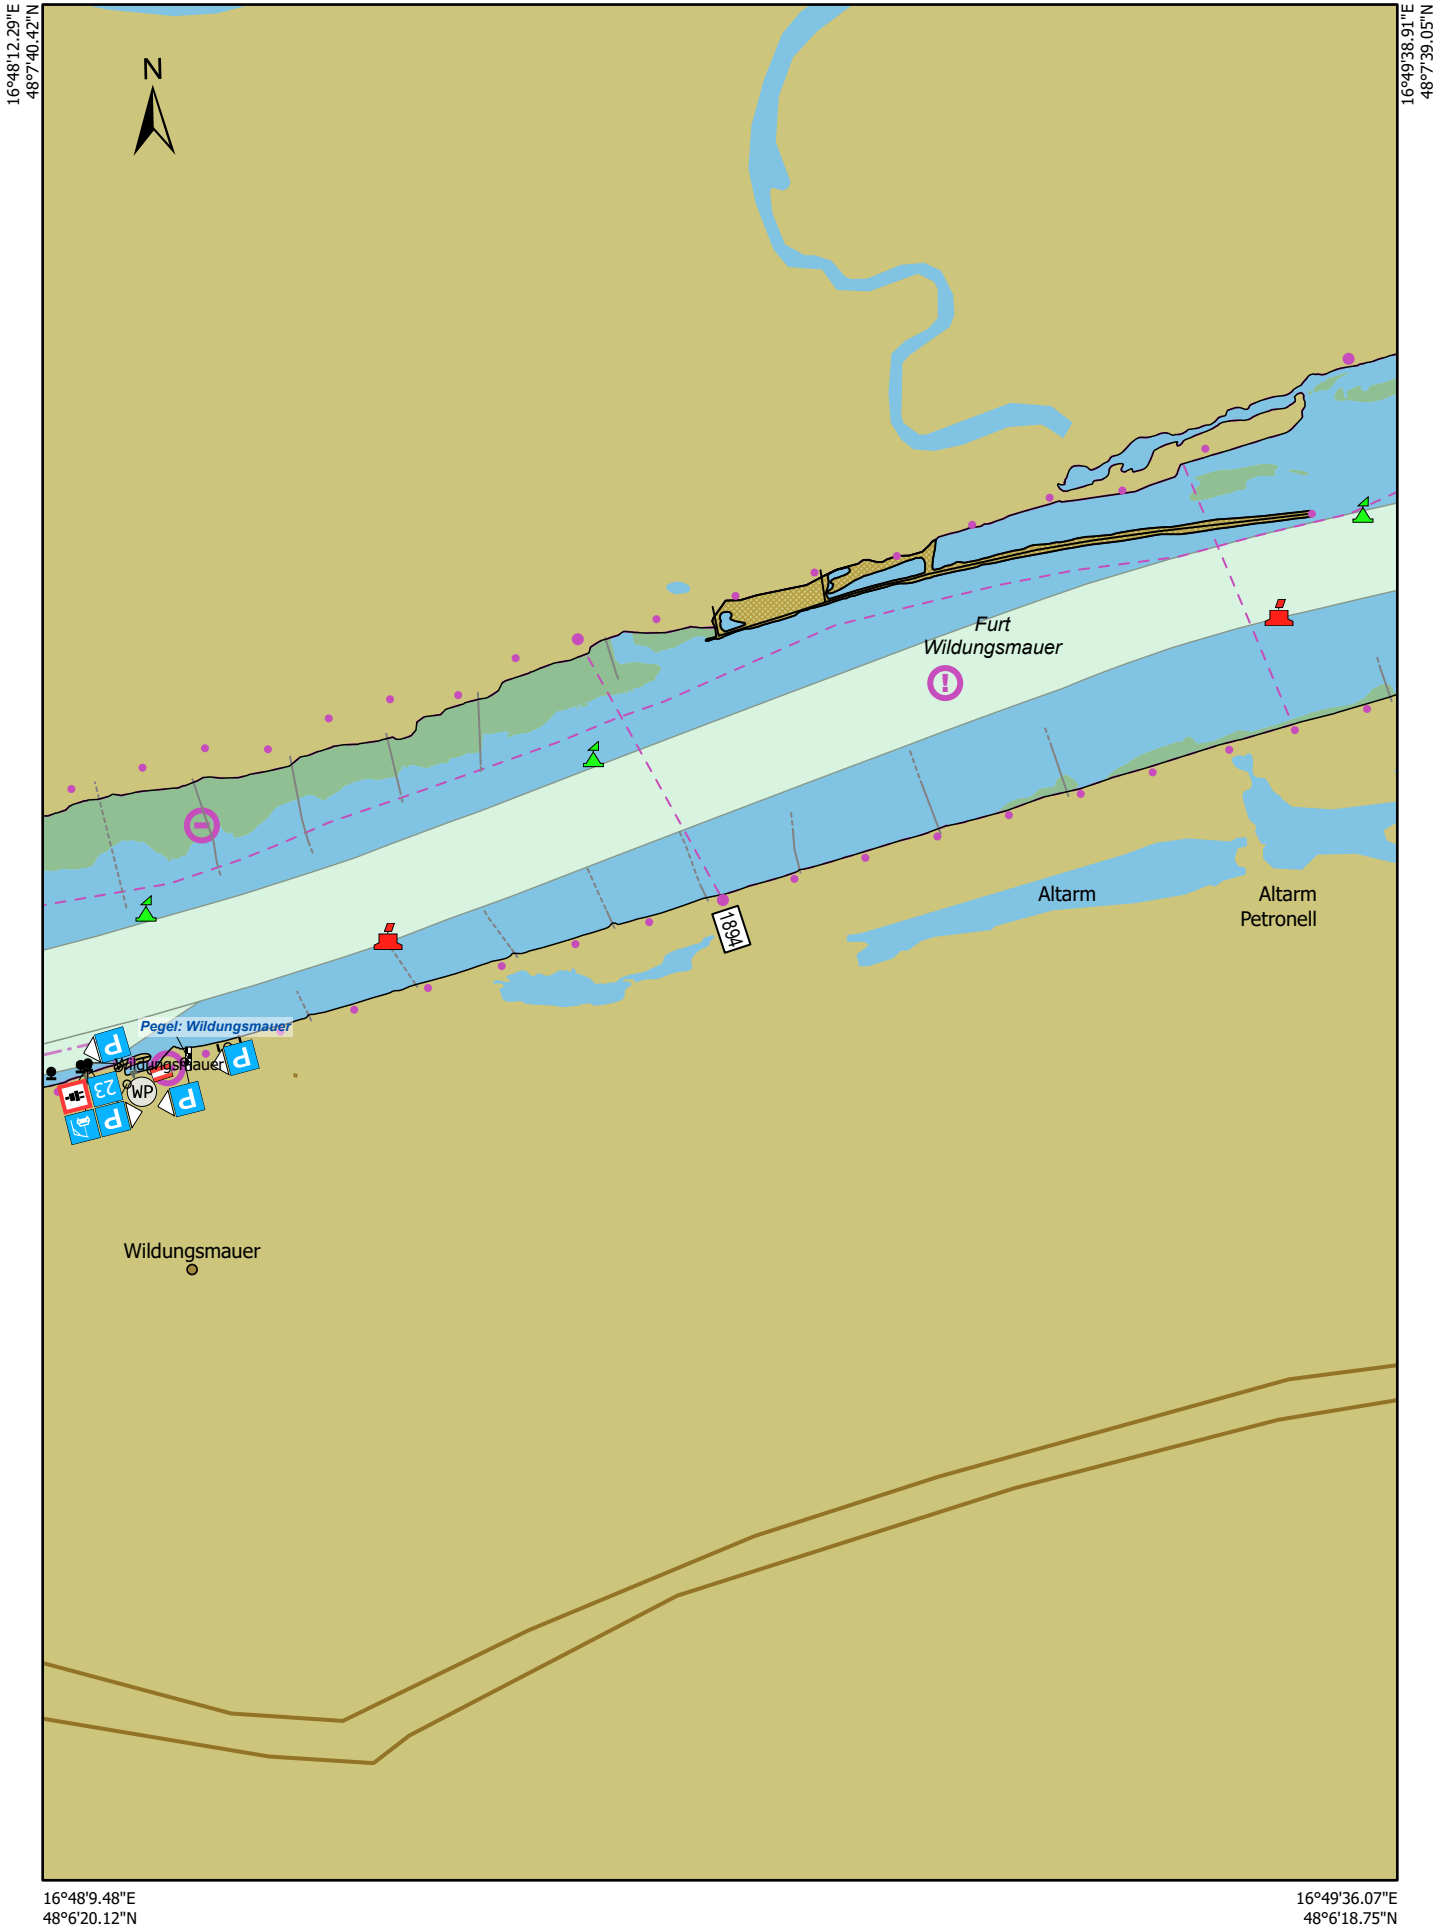 16°48'12.29"E
48°7'40.42"N
16°49'38.91"E
48°7'39.05"N
N
Furt
Wildungsmauer
Altarm
Altarm
Petronell
1894
Pegel: Wildungsmauer
P
Wildungsmauer
P
23
WP
P
P
Wildungsmauer
16°48'9.48"E
48°6'20.12"N
16°49'36.07"E
48°6'18.75"N